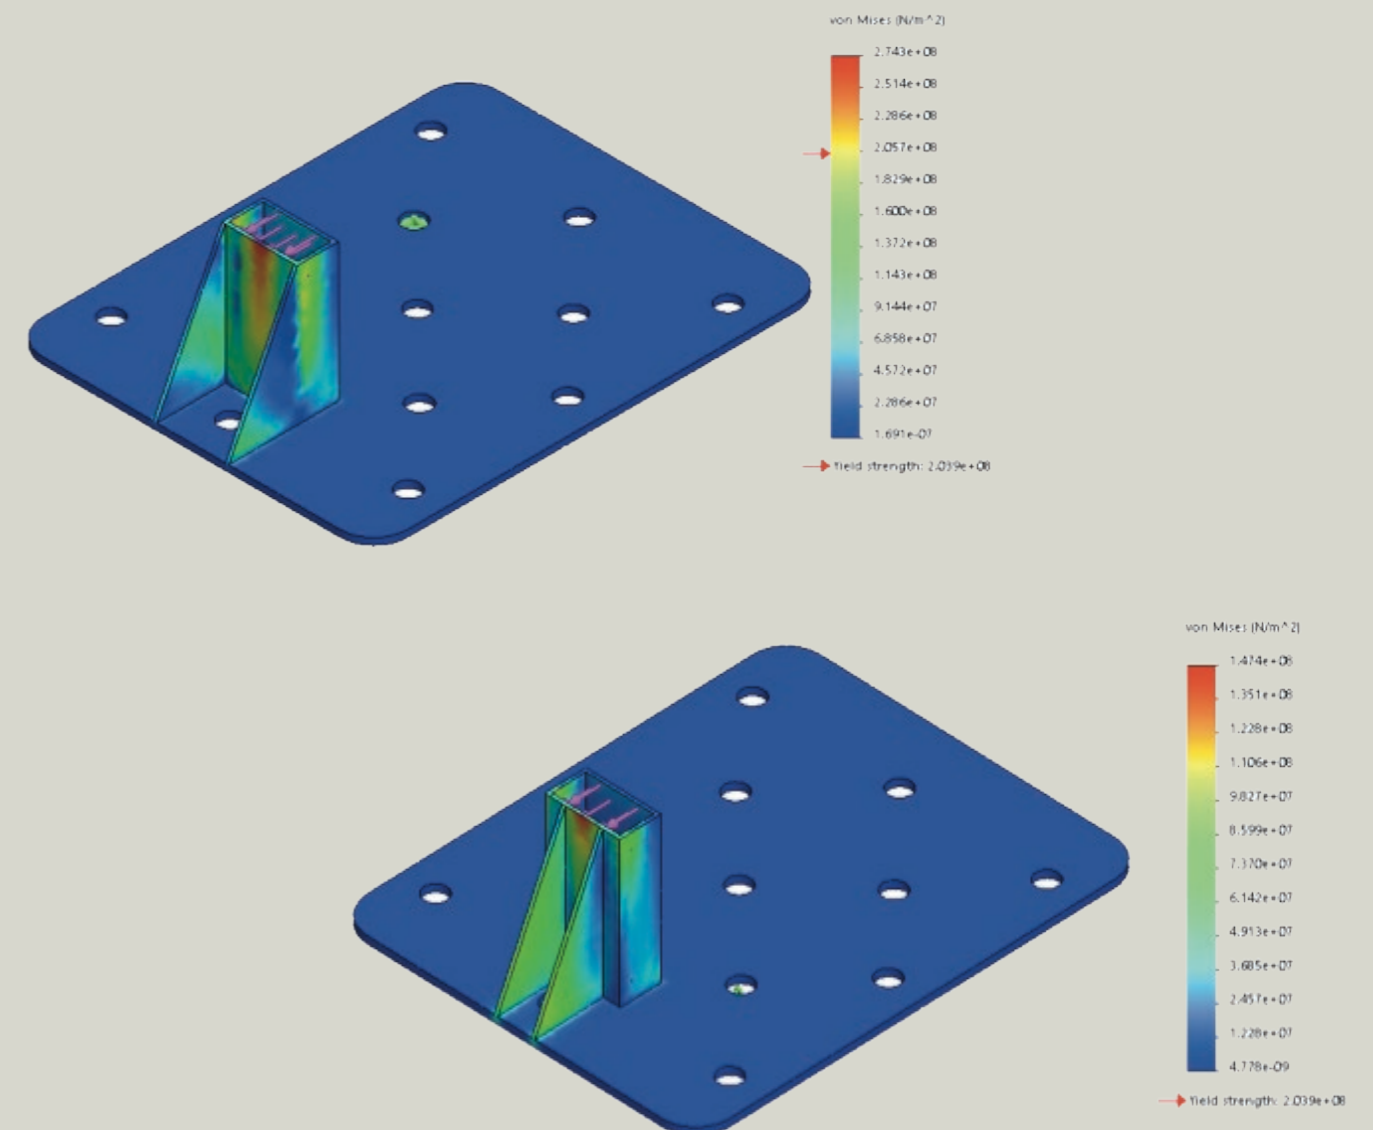 von Mises (N/m^2)
2.743e+08
2.514e+08
2.286e+08
2.057e+08
1.829e+08
1.600e+08
1.372e+08
1.143e+08
9.144e+07
6.858e+07
4.572e+07
2.286e+07
1.691e-07
Yield strength: 2.039e+08
von Mises (N/m^2)
1.474e+08
1.351e+08
1.228e+08
1.106e+08
9.827e+07
8.599e+07
7.370e+07
6.142e+07
4.913e+07
3.685e+07
2.457e+07
1.228e+07
4.778e-09
Yield strength: 2.039e+08